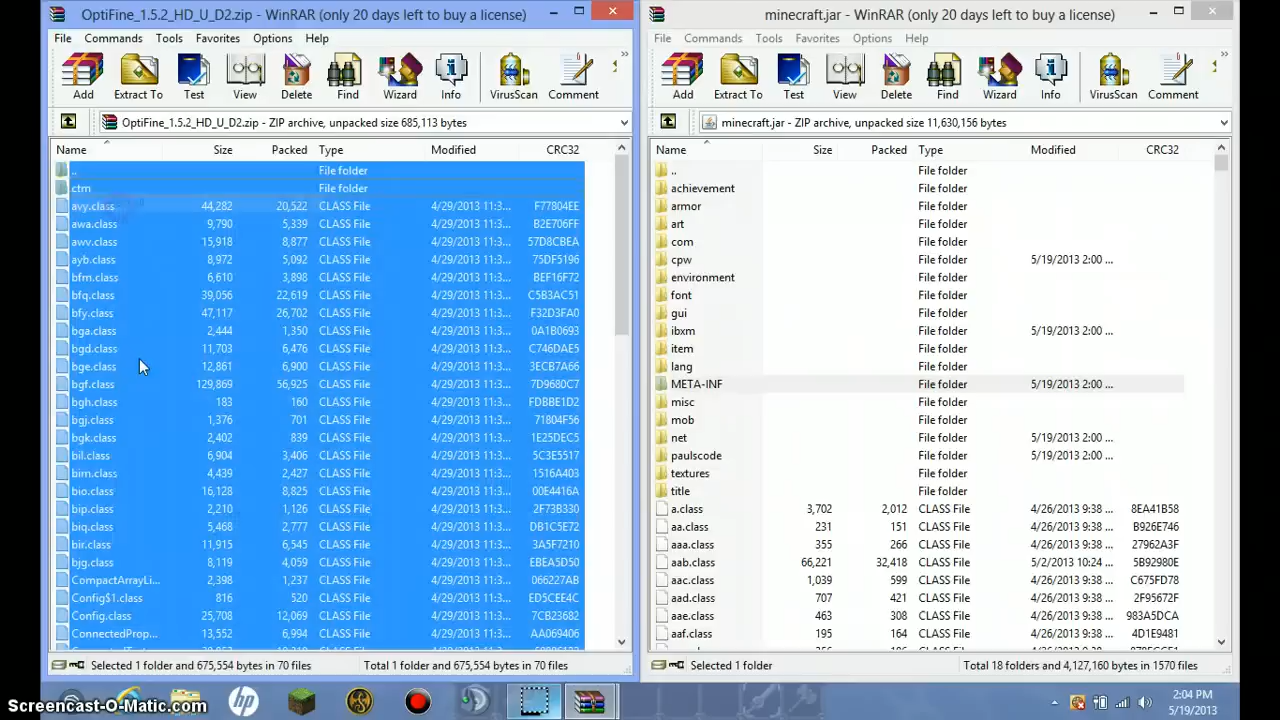 OptiFine_1.5.2_HD_U_D2.zip - WinRAR (only 20 days left to buy a license)
File Commands Tools Favorites Options Help
Add Extract To Test View Delete Find Wizard Info VirusScan Comment
OptiFine_1.5.2_HD_U_D2.zip - ZIP archive, unpacked size 685,113 bytes
Name Size Packed Type Modified CRC32
.. File folder
ctm File folder
avy.class 44,282 20,522 CLASS File 4/29/2013 11:3... F77804EE
awa.class 9,790 5,339 CLASS File 4/29/2013 11:3... B2E706FF
awv.class 15,918 8,877 CLASS File 4/29/2013 11:3... 57D8CBEA
ayb.class 8,972 5,092 CLASS File 4/29/2013 11:3... 75DF5196
bfm.class 6,610 3,898 CLASS File 4/29/2013 11:3... BEF16F72
bfq.class 39,056 22,619 CLASS File 4/29/2013 11:3... C5B3AC51
bfy.class 47,117 26,702 CLASS File 4/29/2013 11:3... F32D3FA0
bga.class 2,444 1,350 CLASS File 4/29/2013 11:3... 0A1B0693
bgd.class 11,703 6,476 CLASS File 4/29/2013 11:3... C746DAE5
bge.class 12,861 6,900 CLASS File 4/29/2013 11:3... 3ECB7A66
bgf.class 129,869 56,925 CLASS File 4/29/2013 11:3... 7D9680C7
bgh.class 183 160 CLASS File 4/29/2013 11:3... FDBBE1D2
bgj.class 1,376 701 CLASS File 4/29/2013 11:3... 71804F56
bgk.class 2,402 839 CLASS File 4/29/2013 11:3... 1E25DEC5
bil.class 6,904 3,406 CLASS File 4/29/2013 11:3... 5C3E5517
bim.class 4,439 2,427 CLASS File 4/29/2013 11:3... 1516A403
bio.class 16,128 8,825 CLASS File 4/29/2013 11:3... 00E4416A
bip.class 2,210 1,126 CLASS File 4/29/2013 11:3... 2F73B330
biq.class 5,468 2,777 CLASS File 4/29/2013 11:3... DB1C5E72
bir.class 11,915 6,545 CLASS File 4/29/2013 11:3... 3A5F7210
bjg.class 8,119 4,059 CLASS File 4/29/2013 11:3... EBEA5D50
CompactArrayLi... 2,398 1,237 CLASS File 4/29/2013 11:3... 066227AB
Config$1.class 816 520 CLASS File 4/29/2013 11:3... ED5CEE4C
Config.class 25,708 12,069 CLASS File 4/29/2013 11:3... 7CB23682
ConnectedProp... 13,552 6,994 CLASS File 4/29/2013 11:3... AA069406
Selected 1 folder and 675,554 bytes in 70 files Total 1 folder and 675,554 bytes in 70 files
minecraft.jar - WinRAR (only 20 days left to buy a license)
File Commands Tools Favorites Options Help
Add Extract To Test View Delete Find Wizard Info VirusScan Comment
minecraft.jar - ZIP archive, unpacked size 11,630,156 bytes
Name Size Packed Type Modified CRC32
.. File folder
achievement File folder
armor File folder
art File folder
com File folder
cpw File folder 5/19/2013 2:00 ...
environment File folder
font File folder
gui File folder
ibxm File folder 5/19/2013 2:00 ...
item File folder
lang File folder
META-INF File folder 5/19/2013 2:00 ...
misc File folder
mob File folder
net File folder 5/19/2013 2:00 ...
paulscode File folder 5/19/2013 2:00 ...
textures File folder
title File folder
a.class 3,702 2,012 CLASS File 4/26/2013 9:38 ... 8EA41B58
aa.class 231 151 CLASS File 4/26/2013 9:38 ... B926E746
aaa.class 355 266 CLASS File 4/26/2013 9:38 ... 27962A3F
aab.class 66,221 32,418 CLASS File 5/2/2013 10:24 ... 5B92980E
aac.class 1,039 599 CLASS File 4/26/2013 9:38 ... C675FD78
aad.class 707 421 CLASS File 4/26/2013 9:38 ... 2F95672F
aae.class 463 308 CLASS File 4/26/2013 9:38 ... 983A5DCA
aaf.class 195 164 CLASS File 4/26/2013 9:38 ... 4D1E9481
Selected 1 folder Total 18 folders and 4,127,160 bytes in 1570 files
Screencast-O-Matic.com
2:04 PM
5/19/2013